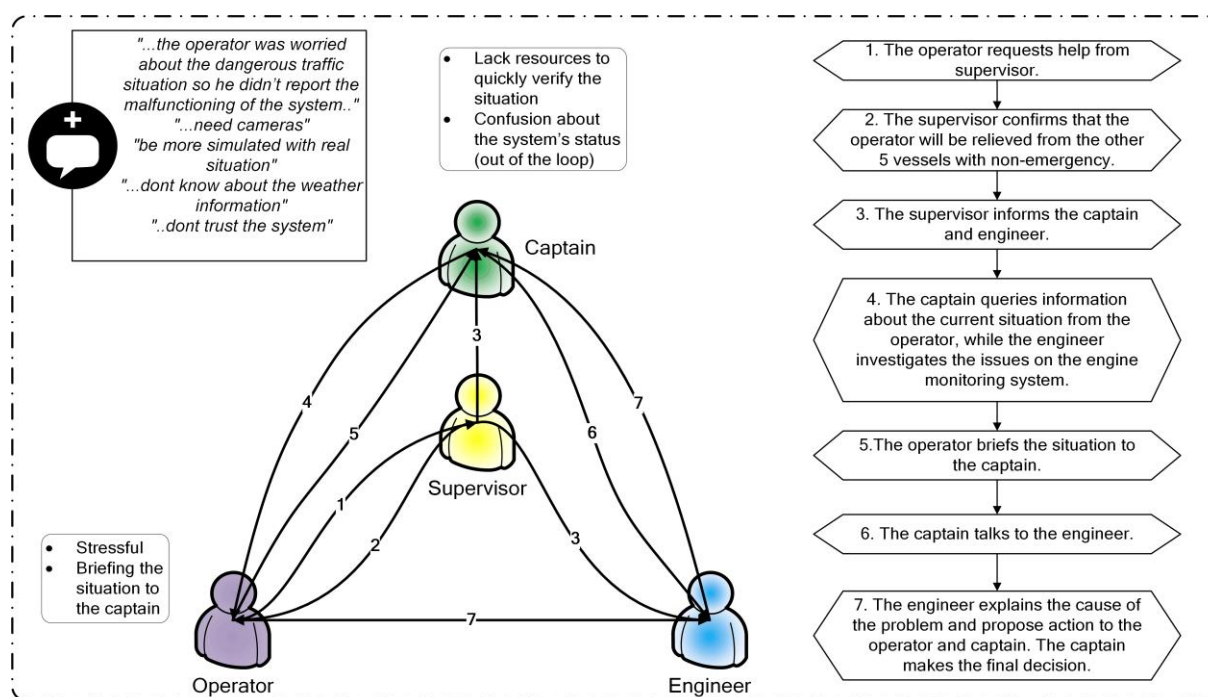 "...the operator was worried
about the dangerous traffic
situation so he didn't report the
malfunctioning of the system.."
"...need cameras"
"be more simulated with real
situation"
"...dont know about the weather
information"
"..dont trust the system"
• Lack resources to
quickly verify the
situation
• Confusion about
the system's status
(out of the loop)
Captain
3
4
5
6
7
Supervisor
1
2
3
• Stressful
• Briefing the
situation to
the captain
7
Operator
Engineer
1. The operator requests help from
supervisor.
2. The supervisor confirms that the
operator will be relieved from the other
5 vessels with non-emergency.
3. The supervisor informs the captain
and engineer.
4. The captain queries information
about the current situation from the
operator, while the engineer
investigates the issues on the engine
monitoring system.
5.The operator briefs the situation to
the captain.
6. The captain talks to the engineer.
7. The engineer explains the cause of
the problem and propose action to the
operator and captain. The captain
makes the final decision.